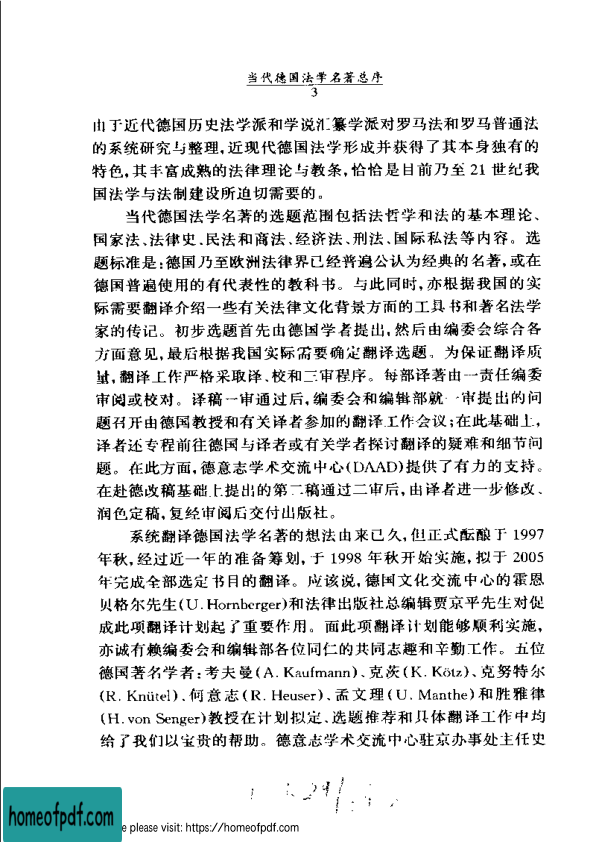 当代德国法学名著总序
3
由于近代德国历史法学派和学说汇纂学派对罗马法和罗马普通法
的系统研究与整理,近现代德国法学形成并获得了其本身独有的
特色,其丰富成熟的法律理论与教条,恰恰是目前乃至 21 世纪我
国法学与法制建设所迫切需要的。
当代德国法学名著的选题范围包括法哲学和法的基本理论、
国家法、法律史、民法和商法、经济法、刑法、国际私法等内容。选
题标准是:德国乃至欧洲法律界已经普遍公认为经典的名著,或在
德国普遍使用的有代表性的教科书。与此同时,亦根据我国的实
际需要翻译介绍一些有关法律文化背景方面的工具书和著名法学
家的传记。初步选题首先由德国学者提出,然后由编委会综合各
方面意见,最后根据我国实际需要确定翻译选题。为保证翻译质
量,翻译工作严格采取译、校和三审程序。每部译著由一责任编委
审阅或校对。译稿一审通过后,编委会和编辑部就一审提出的问
题召开由德国教授和有关译者参加的翻译工作会议;在此基础上,
译者还专程前往德国与译者或有关学者探讨翻译的疑难和细节问
题。在此方面,德意志学术交流中心(DAAD)提供了有力的支持。
在赴德改稿基础上提出的第二稿通过二审后,由译者进一步修改、
润色定稿,复经审阅后交付出版社。
系统翻译德国法学名著的想法由来已久,但正式酝酿于 1997
年秋,经过近一年的准备筹划,于 1998 年秋开始实施,拟于 2005
年完成全部选定书目的翻译。应该说,德国文化交流中心的霍恩
贝格尔先生(U. Hornberger)和法律出版社总编辑贾京平先生对促
成此项翻译计划起了重要作用。而此项翻译计划能够顺利实施,
亦诚有赖编委会和编辑部各位同仁的共同志趣和辛勤工作。五位
德国著名学者:考夫曼(A. Kaufmann)、克茨(K. Kötz)、克努特尔
(R. Knütel)、何意志(R. Heuser)、孟文理(U. Manthe)和胜雅律
(H. von Senger)教授在计划拟定、选题推荐和具体翻译工作中均
给了我们以宝贵的帮助。德意志学术交流中心驻京办事处主任史
homeofpdf.com
e please visit: https://homeofpdf.com